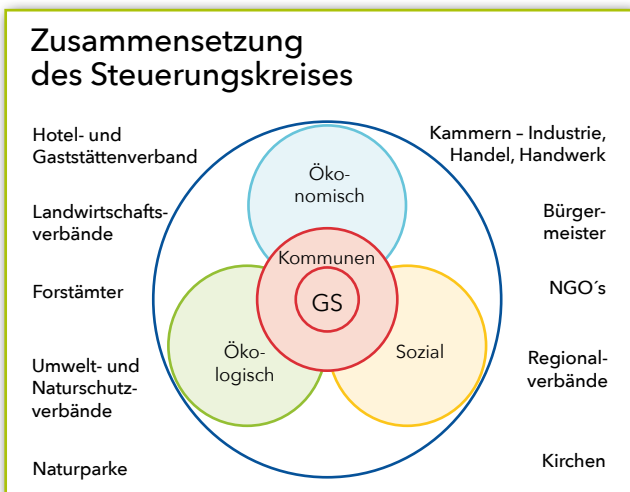 Zusammensetzung
des Steuerungskreises
Hotel- und
Gaststättenverband
Landwirtschafts-
verbände
Forstämter
Umwelt- und
Naturschutz-
verbände
Naturparke
Öko-
nomisch
Kommunen
GS
Öko-
logisch
Sozial
Kammern – Industrie,
Handel, Handwerk
Bürger-
meister
NGO´s
Regional-
verbände
Kirchen